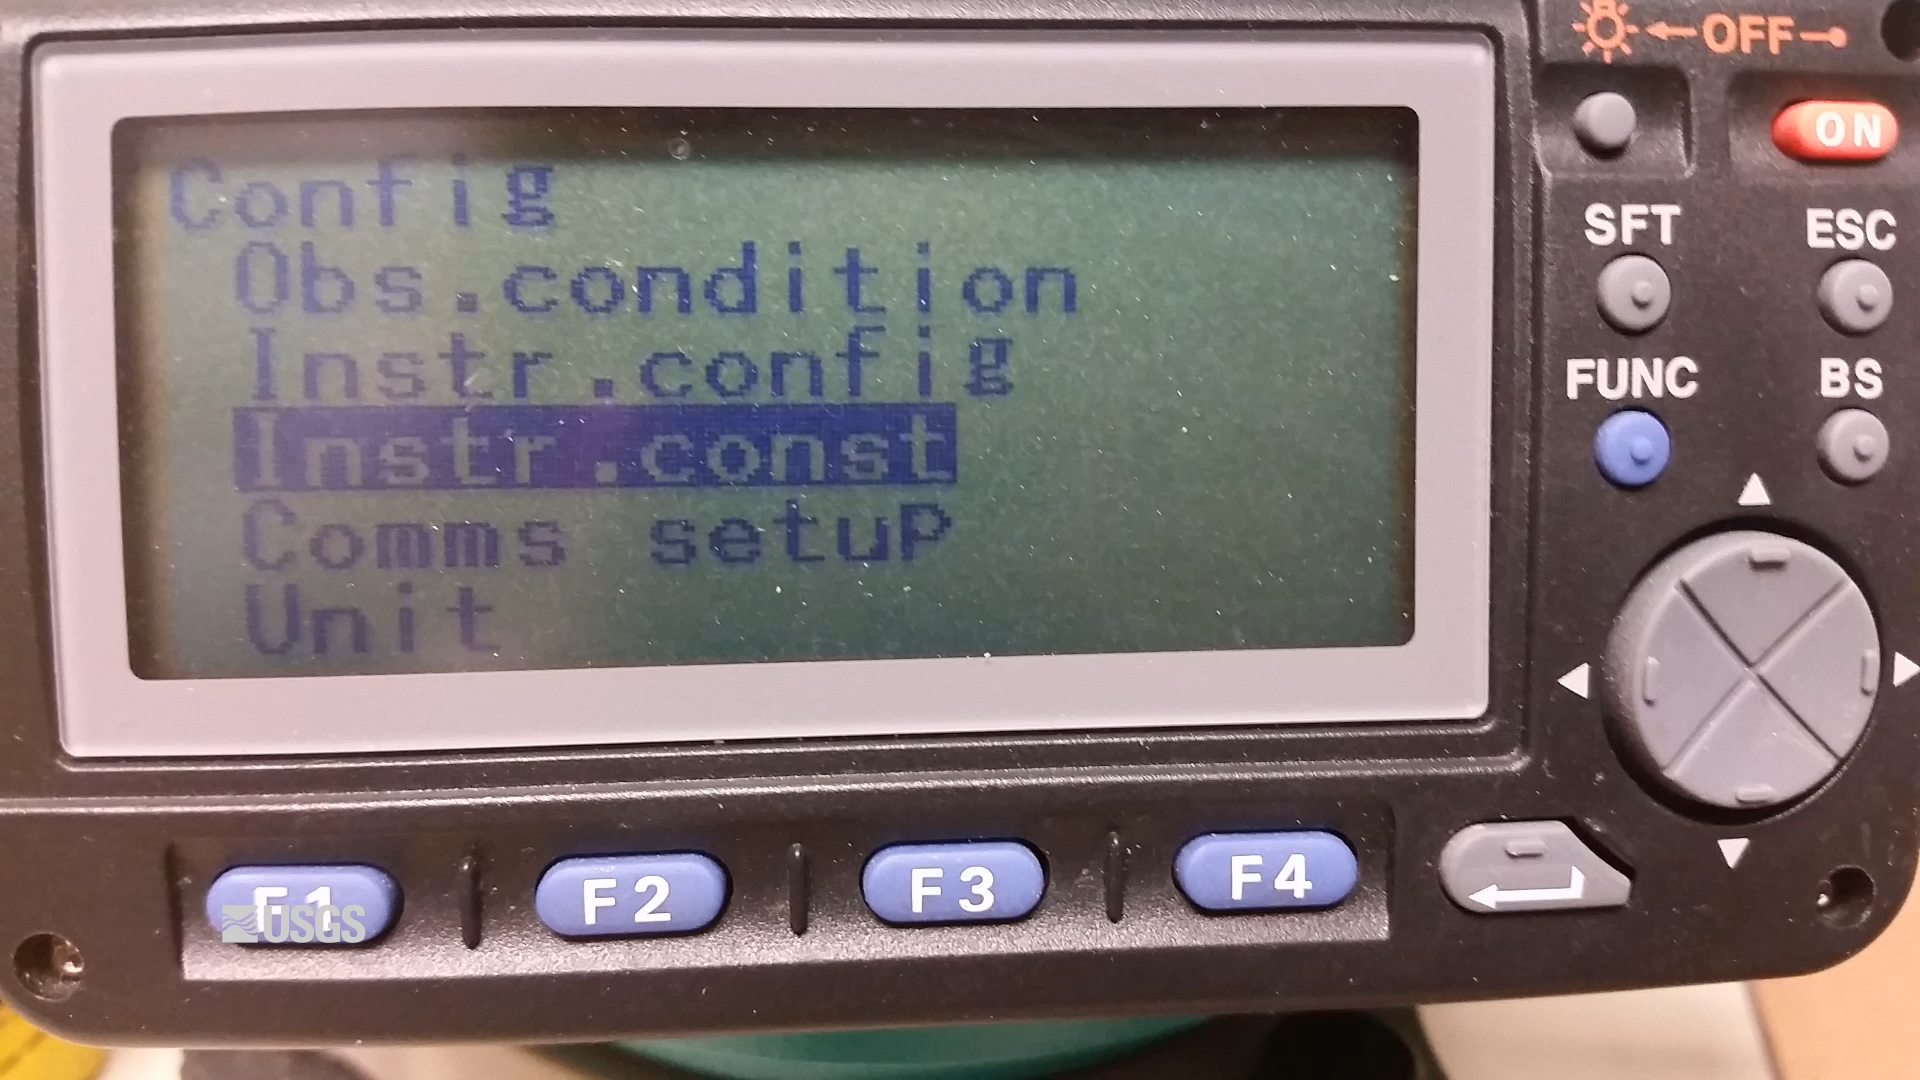 Config
Obs.condition
Instr.config
Instr.const
Comms setup
Unit
OFF
ON
SFT
ESC
FUNC
BS
F1
F2
F3
F4
USGS